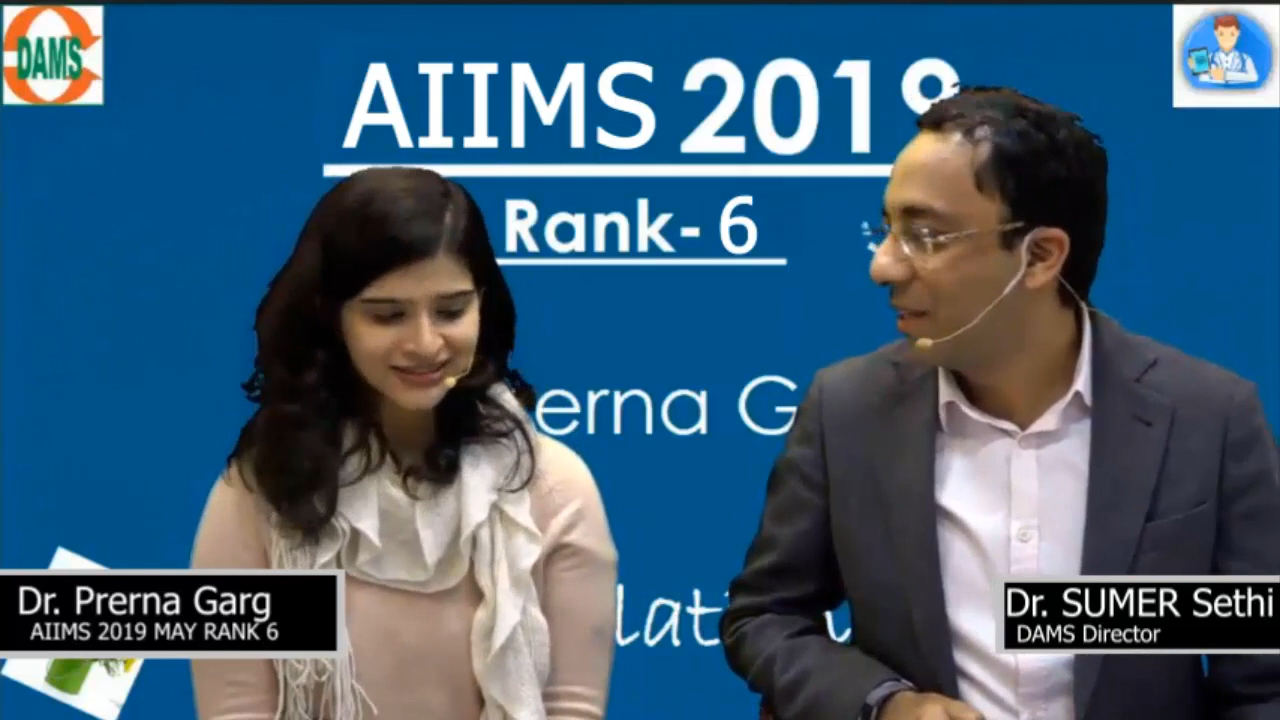 DAMS
AIIMS 2019
Rank- 6
erna G
lati
Dr. Prerna Garg
AIIMS 2019 MAY RANK 6
Dr. SUMER Sethi
DAMS Director